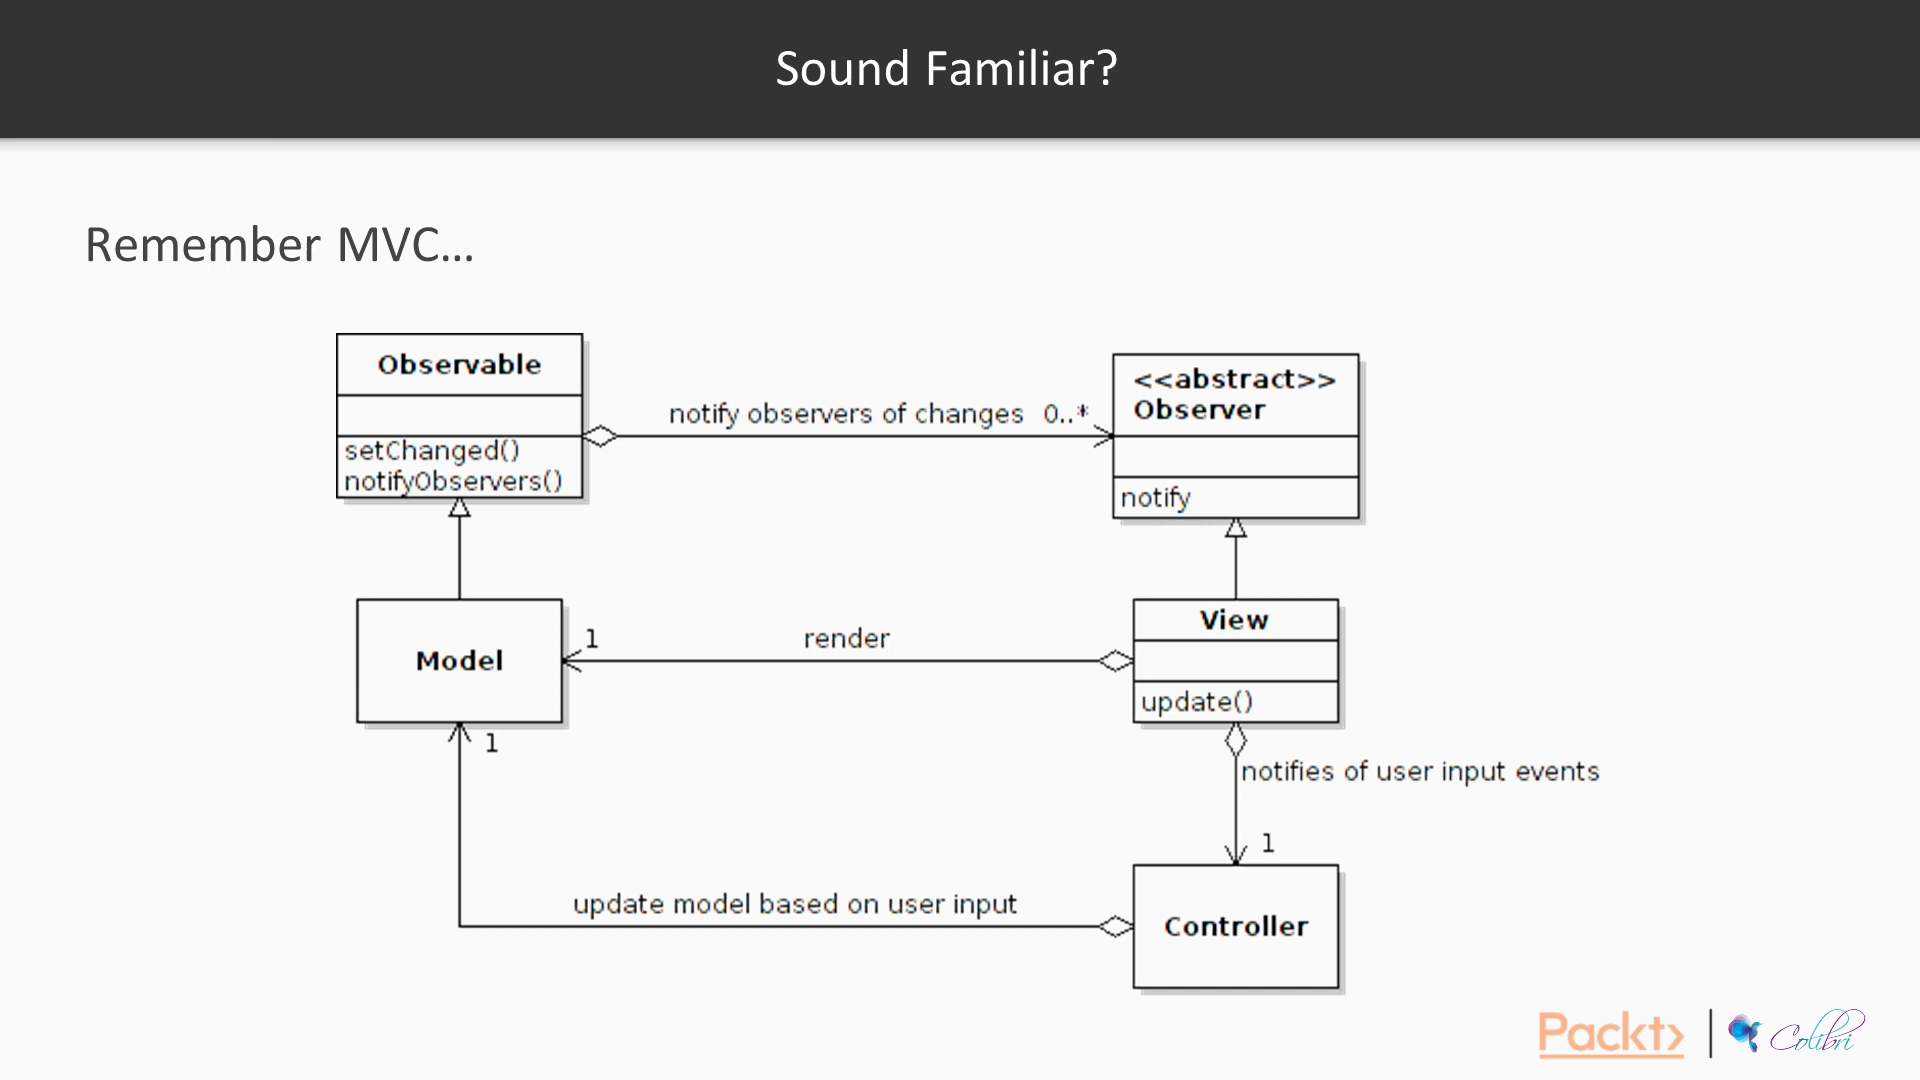 Sound Familiar?
Remember MVC...
Observable
setChanged()
notifyObservers()
notify observers of changes 0..*
<<abstract>>
Observer
notify
Model
1
render
View
update()
1
notifies of user input events
1
update model based on user input
Controller
Packt>
Colibri